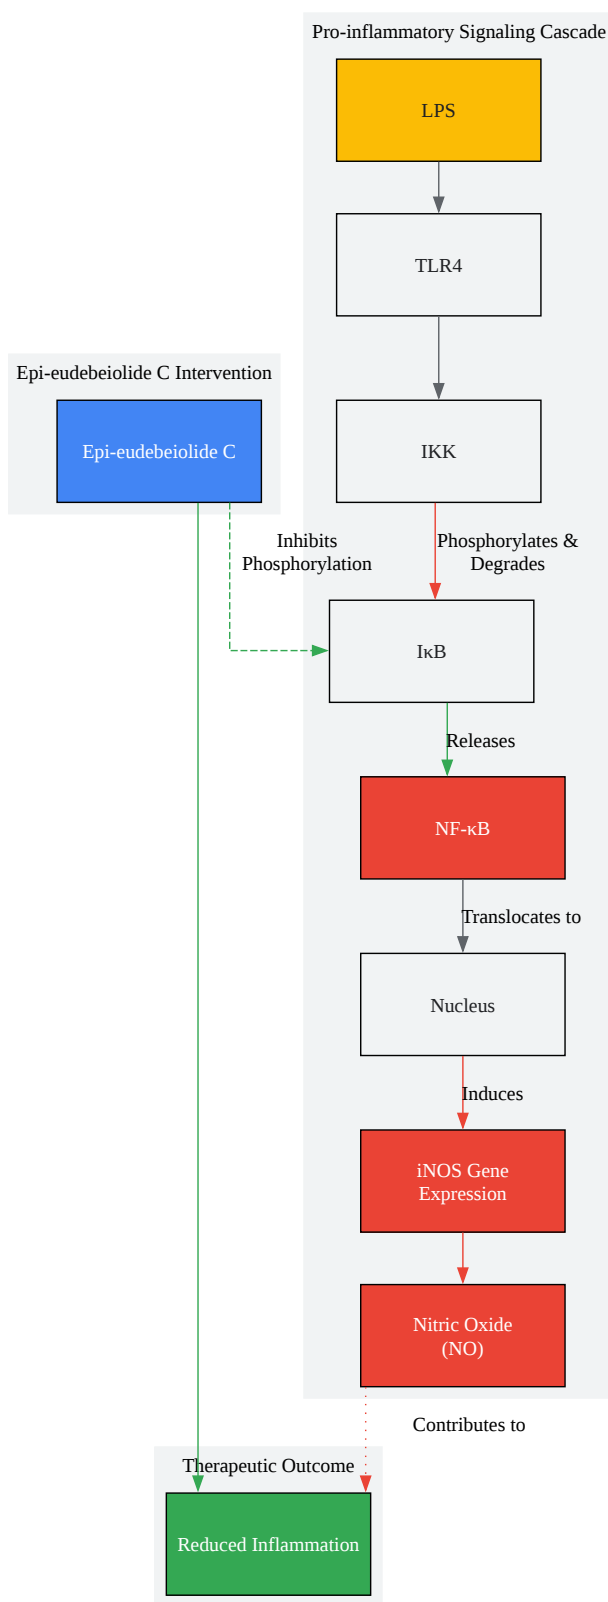 Pro-inflammatory Signaling Cascade
LPS
TLR4
Epi-eudebeiolide C Intervention
Epi-eudebeiolide C
IKK
Inhibits
Phosphorylation
Phosphorylates &
Degrades
IκB
Releases
NF-κB
Translocates to
Nucleus
Induces
iNOS Gene
Expression
Nitric Oxide
(NO)
Contributes to
Therapeutic Outcome
Reduced Inflammation